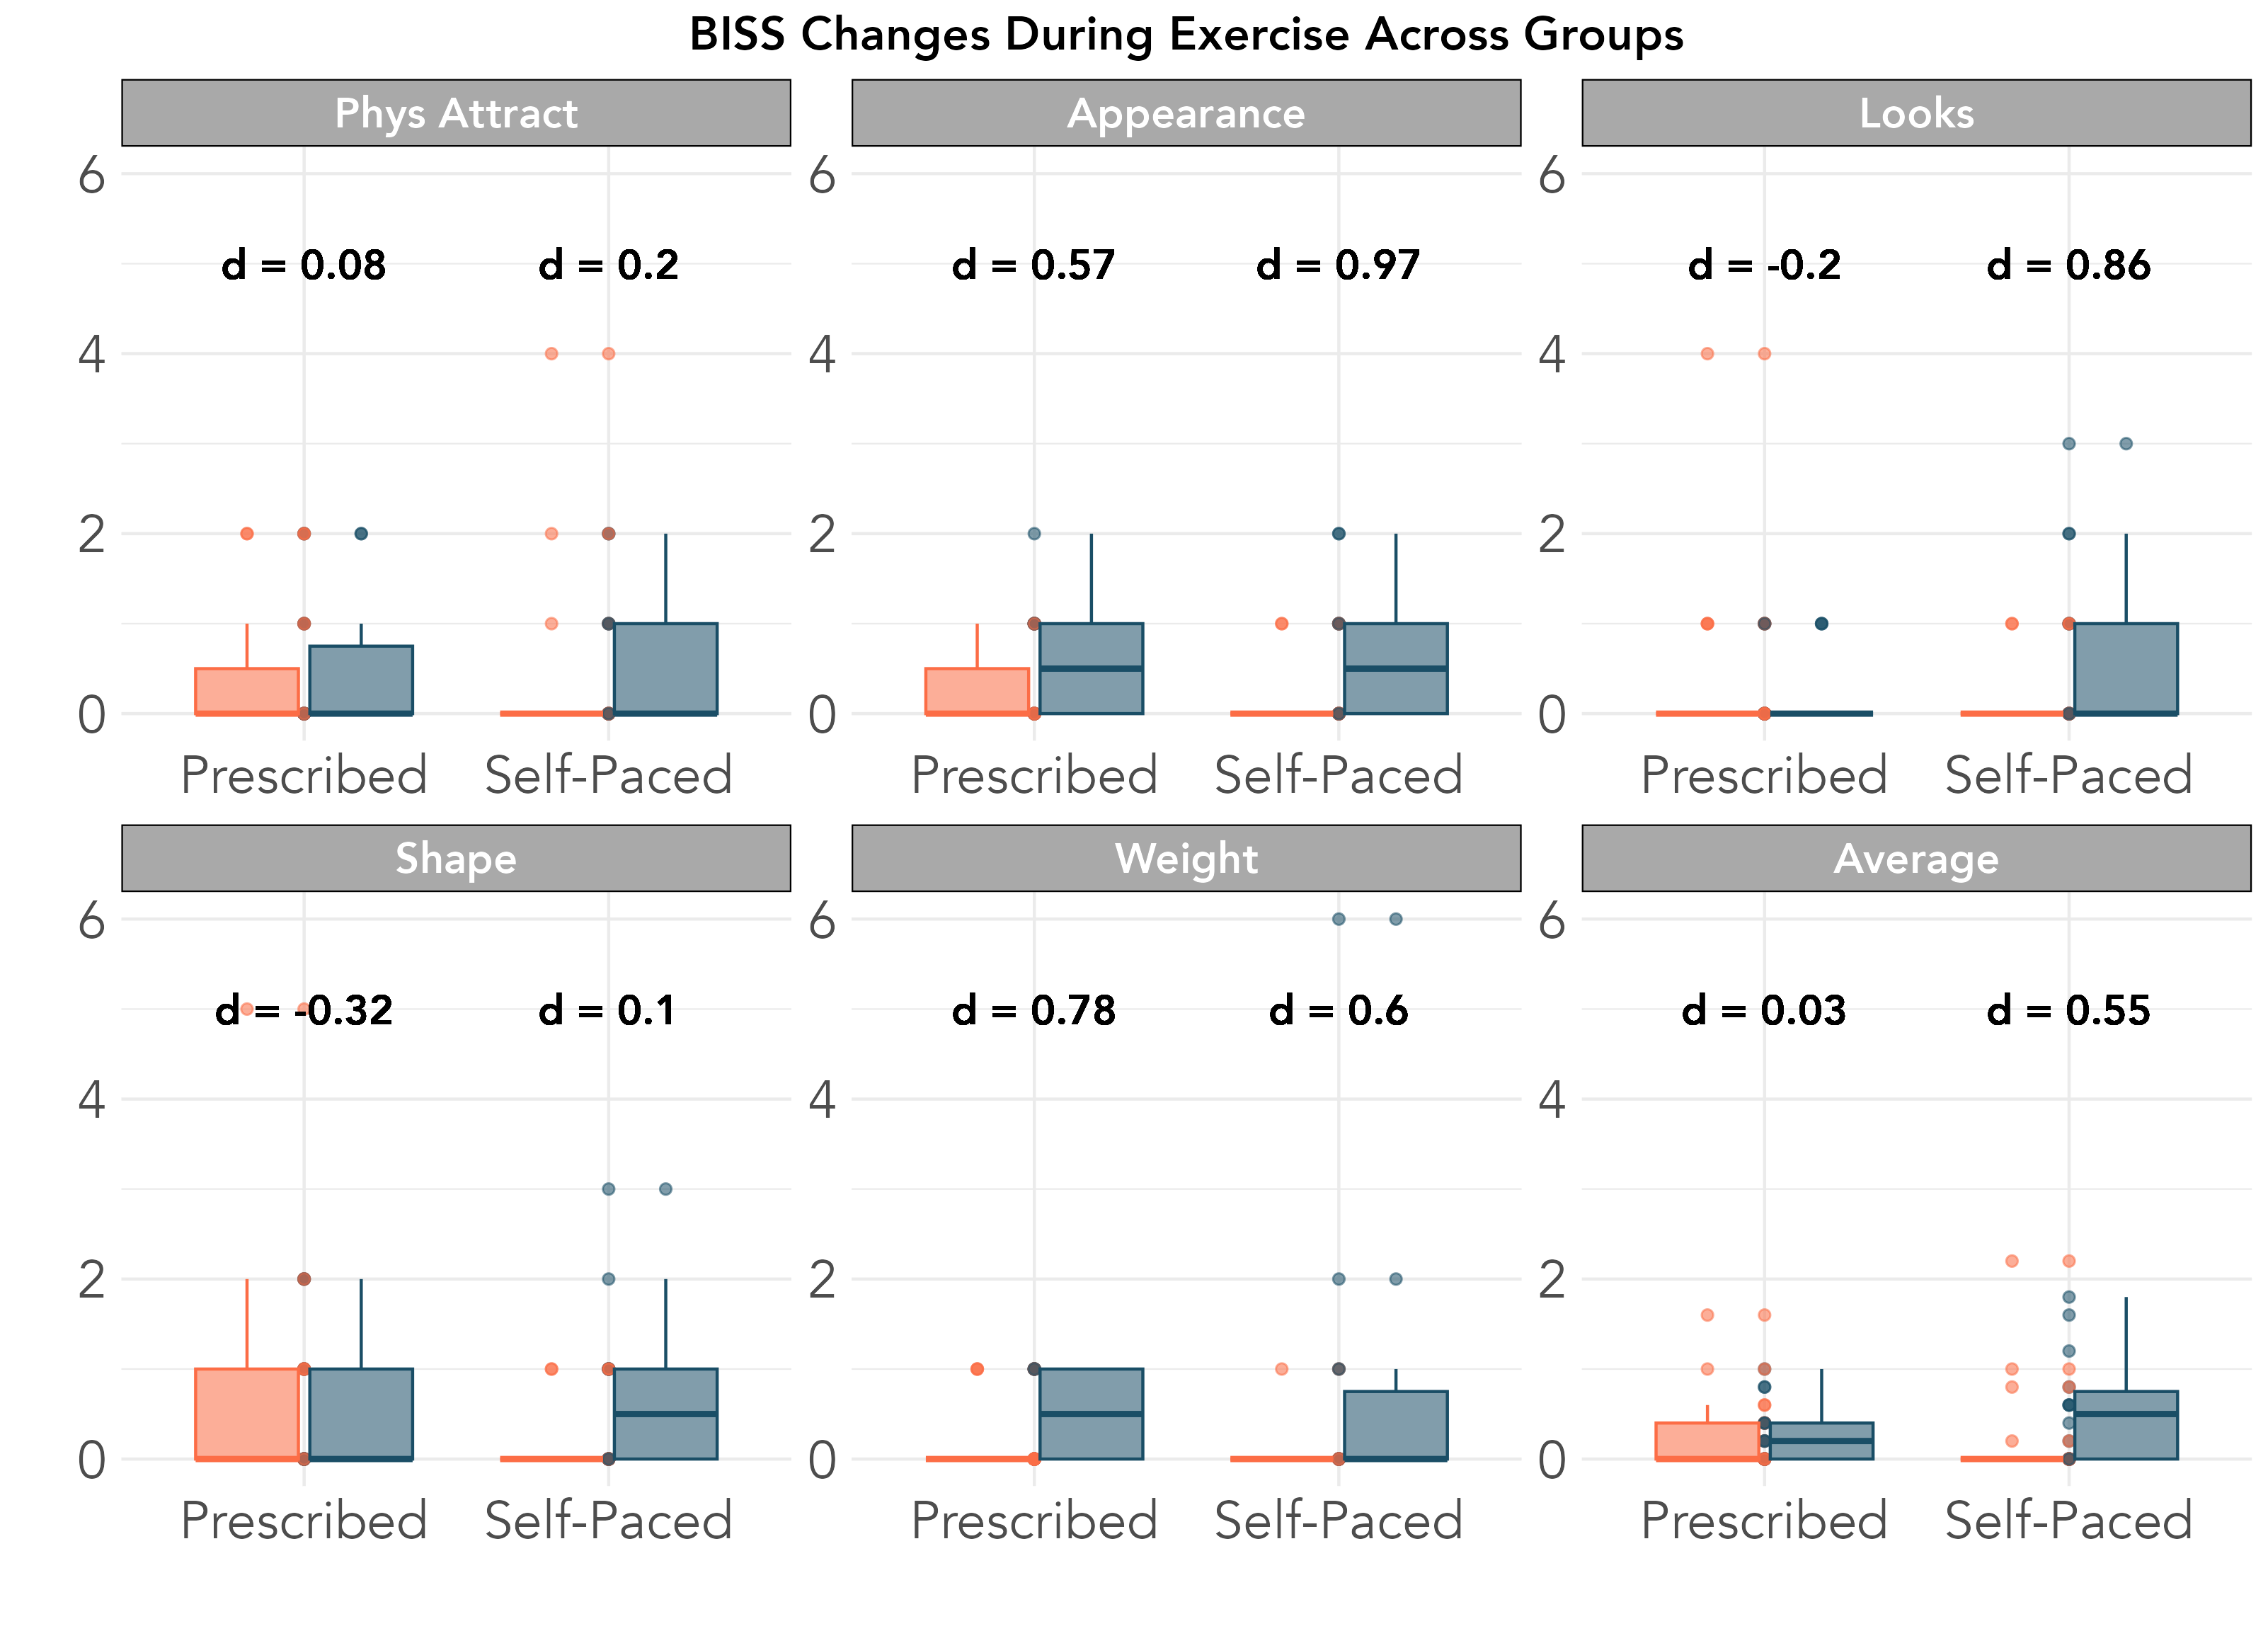 BISS Changes During Exercise Across Groups
Phys Attract
Appearance
Looks
6
6
6
d = 0.08
d = 0.2
d = 0.57
d = 0.97
d = -0.2
d = 0.86
4
4
4
2
2
2
0
0
0
Prescribed
Self-Paced
Prescribed
Self-Paced
Prescribed
Self-Paced
Shape
Weight
Average
6
6
6
d = -0.32
d = 0.1
d = 0.78
d = 0.6
d = 0.03
d = 0.55
4
4
4
2
2
2
0
0
0
Prescribed
Self-Paced
Prescribed
Self-Paced
Prescribed
Self-Paced